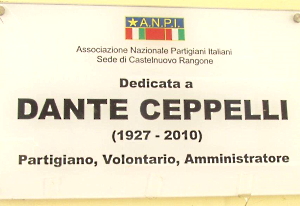 A.N.P.I.
Associazione Nazionale Partigiani Italiani
Sede di Castelnuovo Rangone
Dedicata a
DANTE CEPPELLI
(1927 - 2010)
Partigiano, Volontario, Amministratore